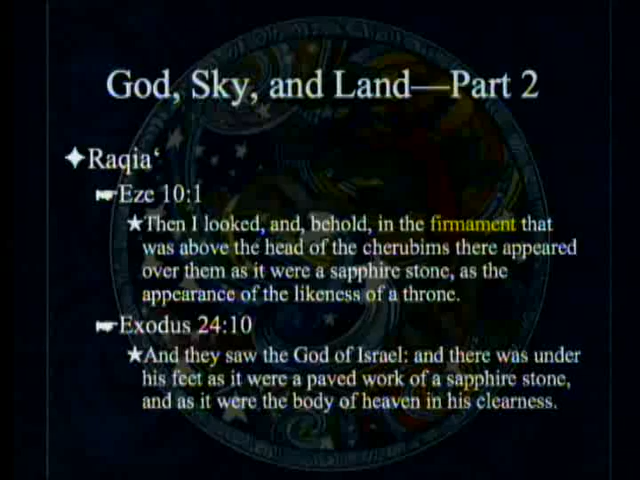 God, Sky, and Land—Part 2
Raqia‘
Eze 10:1
Then I looked, and, behold, in the firmament that
was above the head of the cherubims there appeared
over them as it were a sapphire stone, as the
appearance of the likeness of a throne.
Exodus 24:10
And they saw the God of Israel: and there was under
his feet as it were a paved work of a sapphire stone,
and as it were the body of heaven in his clearness.